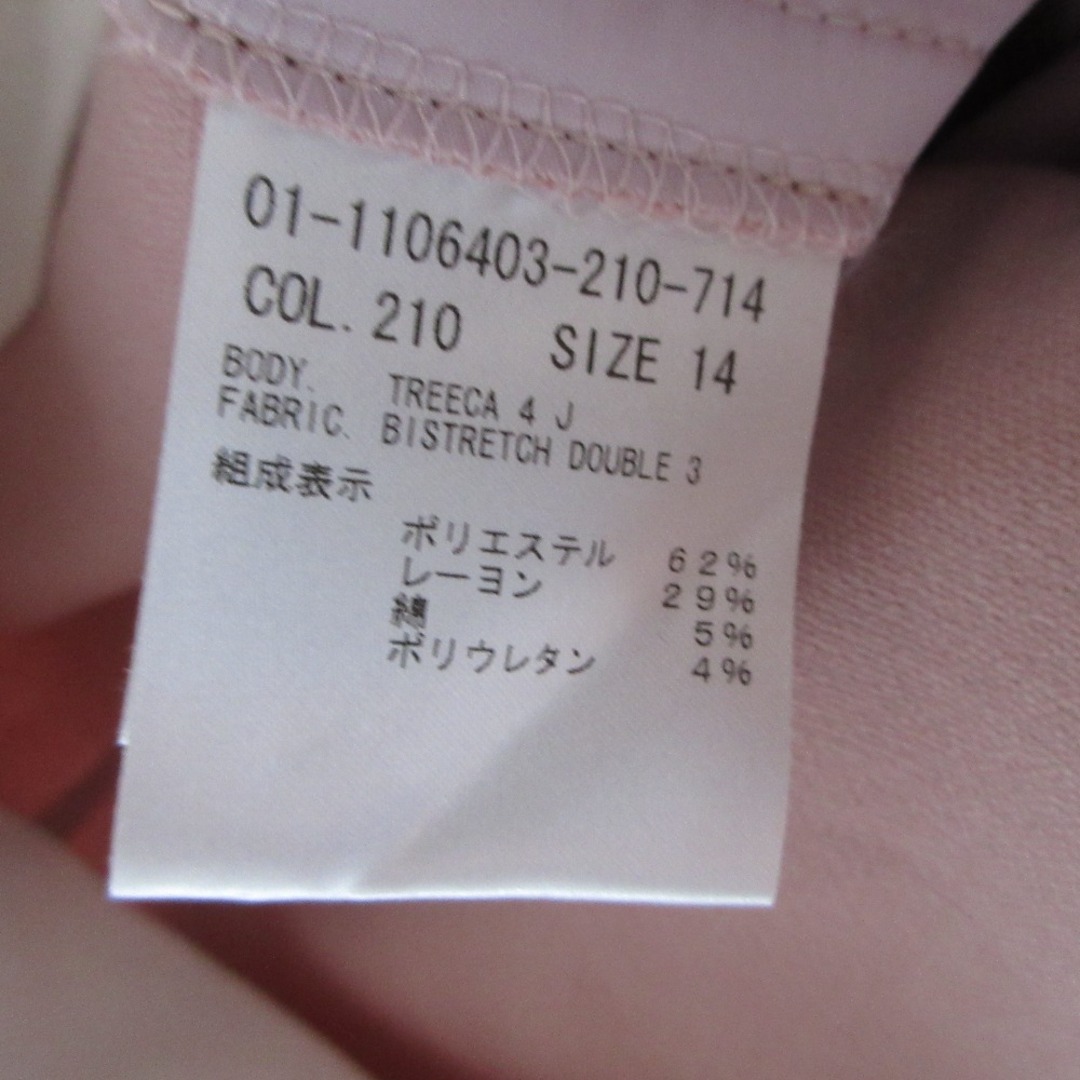 01-1106403-210-714
COL. 210 SIZE 14
BODY. TREECA 4 J
FABRIC. BISTRETCH DOUBLE 3
組成表示
ポリエステル 62%
レーヨン 29%
綿 5%
ポリウレタン 4%